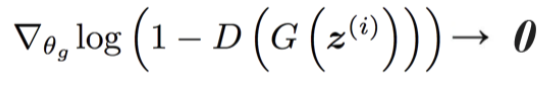 ∇θ_g log (1 − D (G (z^(i)))) → 0